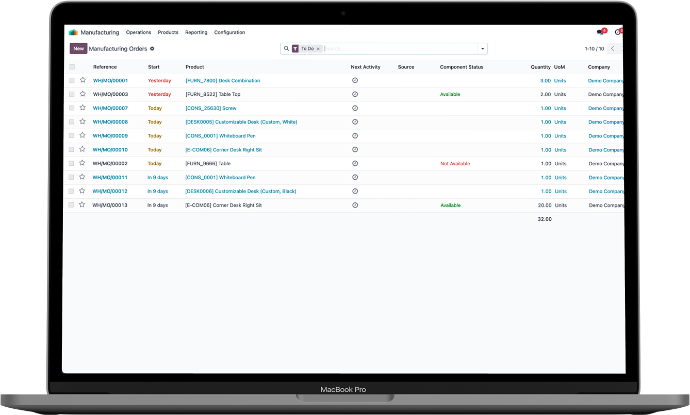 Manufacturing Operations Products Reporting Configuration
New Manufacturing Orders To Do × 1-10 / 10
Reference Start Product Next Activity Source Component Status Quantity UoM Company
WH/MO/00001 Yesterday [FURN_7800] Desk Combination 3.00 Units Demo Company
WH/MO/00003 Yesterday [FURN_8522] Table Top Available 2.00 Units Demo Company
WH/MO/00007 Today [CONS_25630] Screw 1.00 Units Demo Company
WH/MO/00008 Today [DESK0005] Customizable Desk (Custom, White) 1.00 Units Demo Company
WH/MO/00009 Today [CONS_0001] Whiteboard Pen 1.00 Units Demo Company
WH/MO/00010 Today [E-COM06] Corner Desk Right Sit 1.00 Units Demo Company
WH/MO/00002 Today [FURN_9666] Table Not Available 1.00 Units Demo Company
WH/MO/00011 In 9 days [CONS_0001] Whiteboard Pen 1.00 Units Demo Company
WH/MO/00012 In 9 days [DESK0006] Customizable Desk (Custom, Black) 1.00 Units Demo Company
WH/MO/00013 In 9 days [E-COM06] Corner Desk Right Sit Available 20.00 Units Demo Company
32.00
MacBook Pro